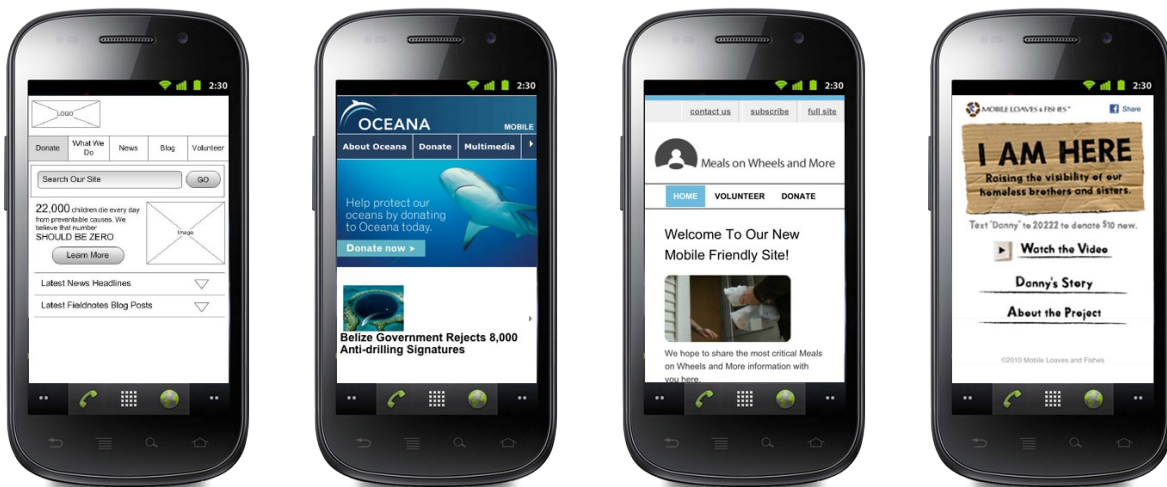 2:30
LOGO
Donate
What We
Do
News
Blog
Volunteer
Search Our Site
GO
22,000 children die every day
from preventable causes. We
believe that number
SHOULD BE ZERO
Image
Learn More
Latest News Headlines
Latest Fieldnotes Blog Posts
2:30
OCEANA
MOBILE
About Oceana
Donate
Multimedia
Help protect our
oceans by donating
to Oceana today.
Donate now >
Belize Government Rejects 8,000
Anti-drilling Signatures
2:30
contact us
subscribe
full site
Meals on Wheels and More
HOME
VOLUNTEER
DONATE
Welcome To Our New
Mobile Friendly Site!
We hope to share the most critical Meals
on Wheels and More information with
you here.
2:30
MOBILE LOAVES & FISHES™
Share
I AM HERE
Raising the visibility of our
homeless brothers and sisters.
Text "Danny" to 20222 to donate $10 now.
Watch the Video
Danny's Story
About the Project
©2010 Mobile Loaves and Fishes